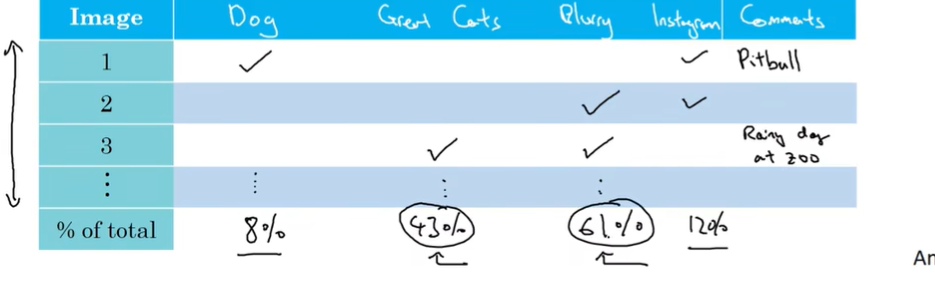 Image Dog Great Cats Blurry Instagram Comments
1 ✓ ✓ Pitball
2 ✓ ✓
3 ✓ ✓ Rainy day
at zoo
⋮ ⋮ ⋮ ⋮
% of total 8% 43% 61% 12%
An